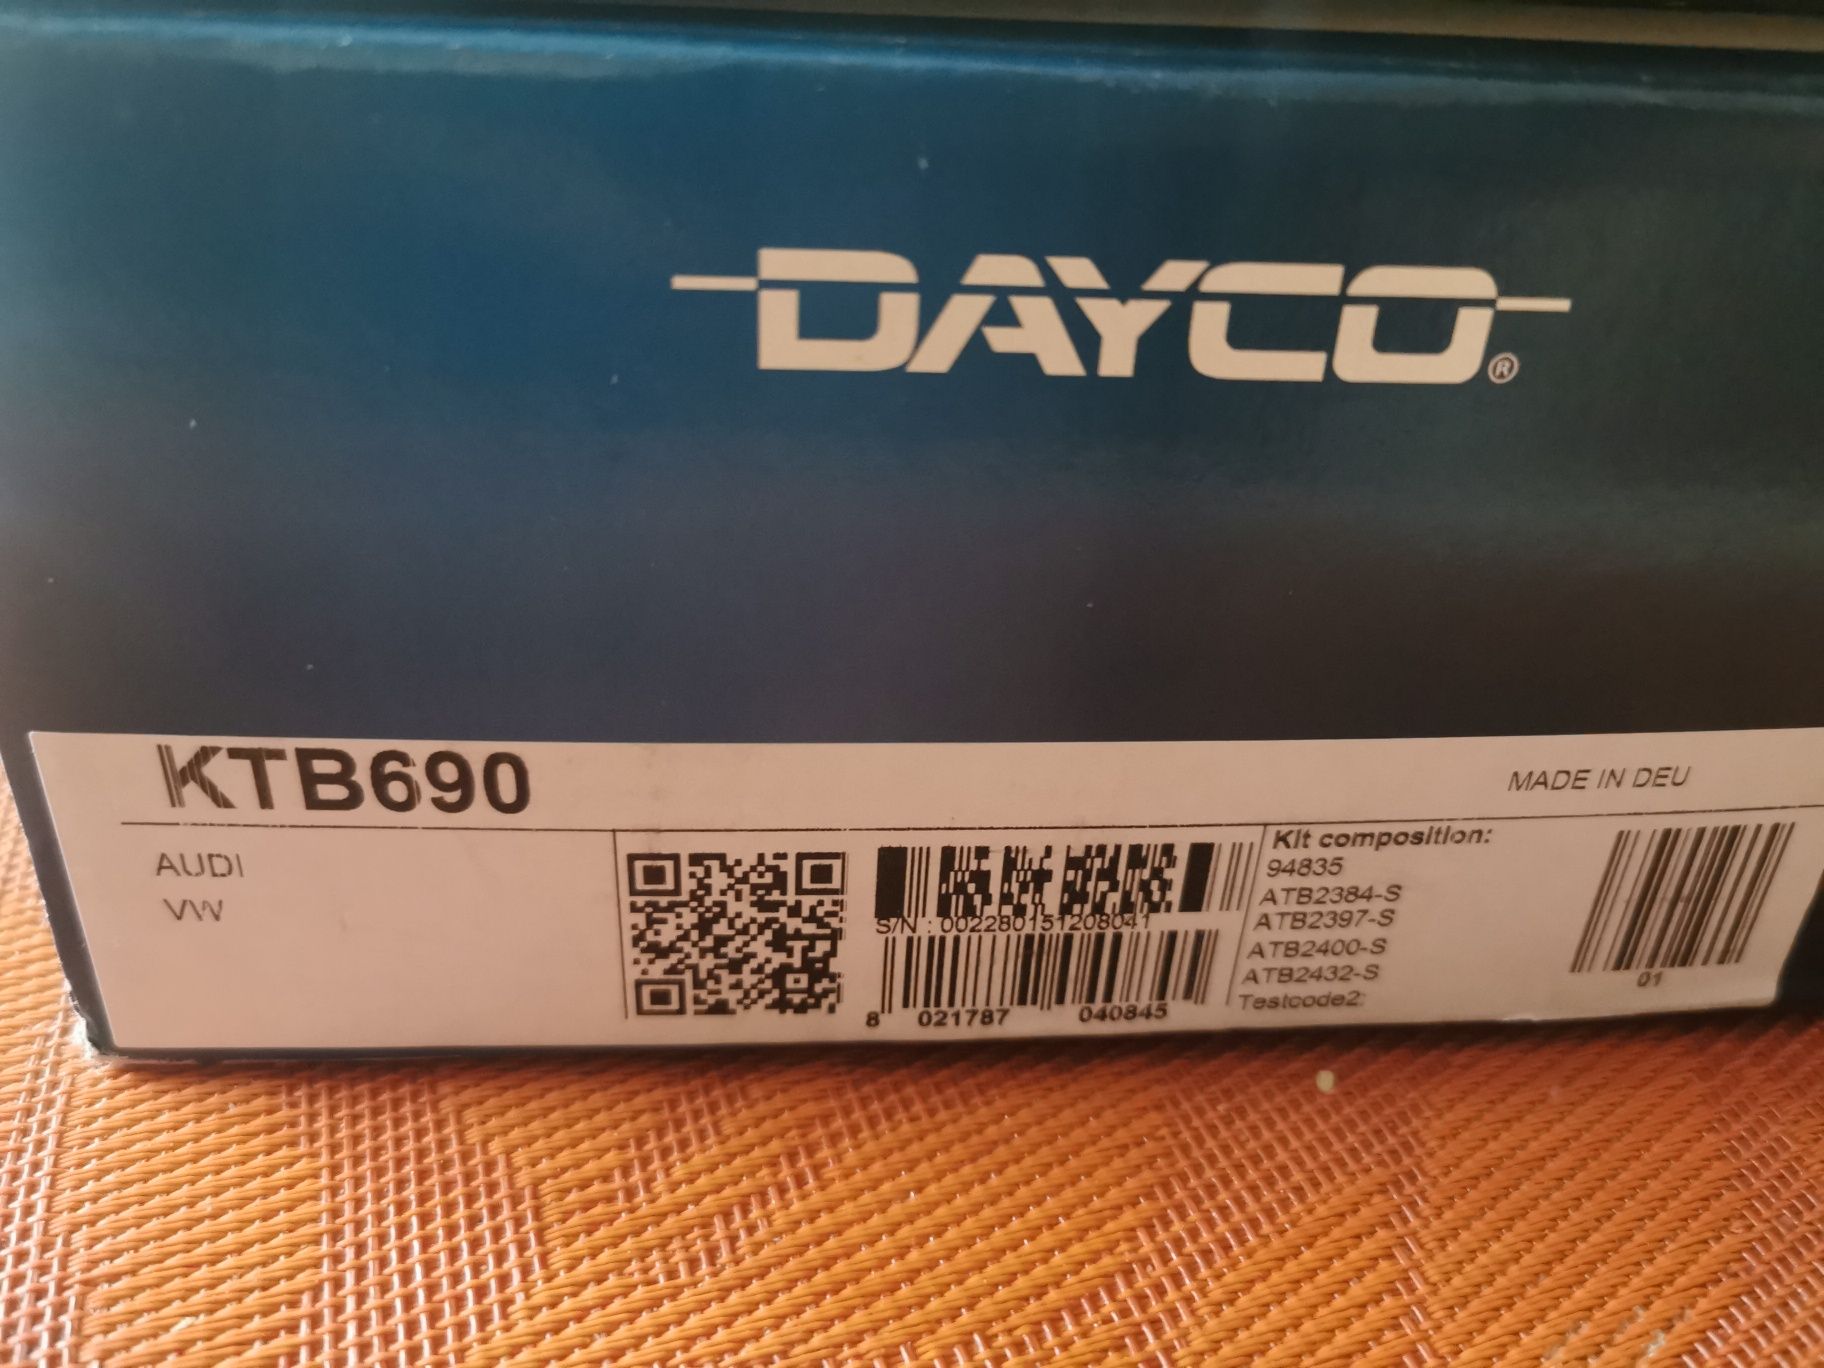 DAYCO®
KTB690
MADE IN DEU
AUDI
VW
S/N : 002280151208041
8 021787 040845
Kit composition:
94835
ATB2384-S
ATB2397-S
ATB2400-S
ATB2432-S
Testcode2:
01